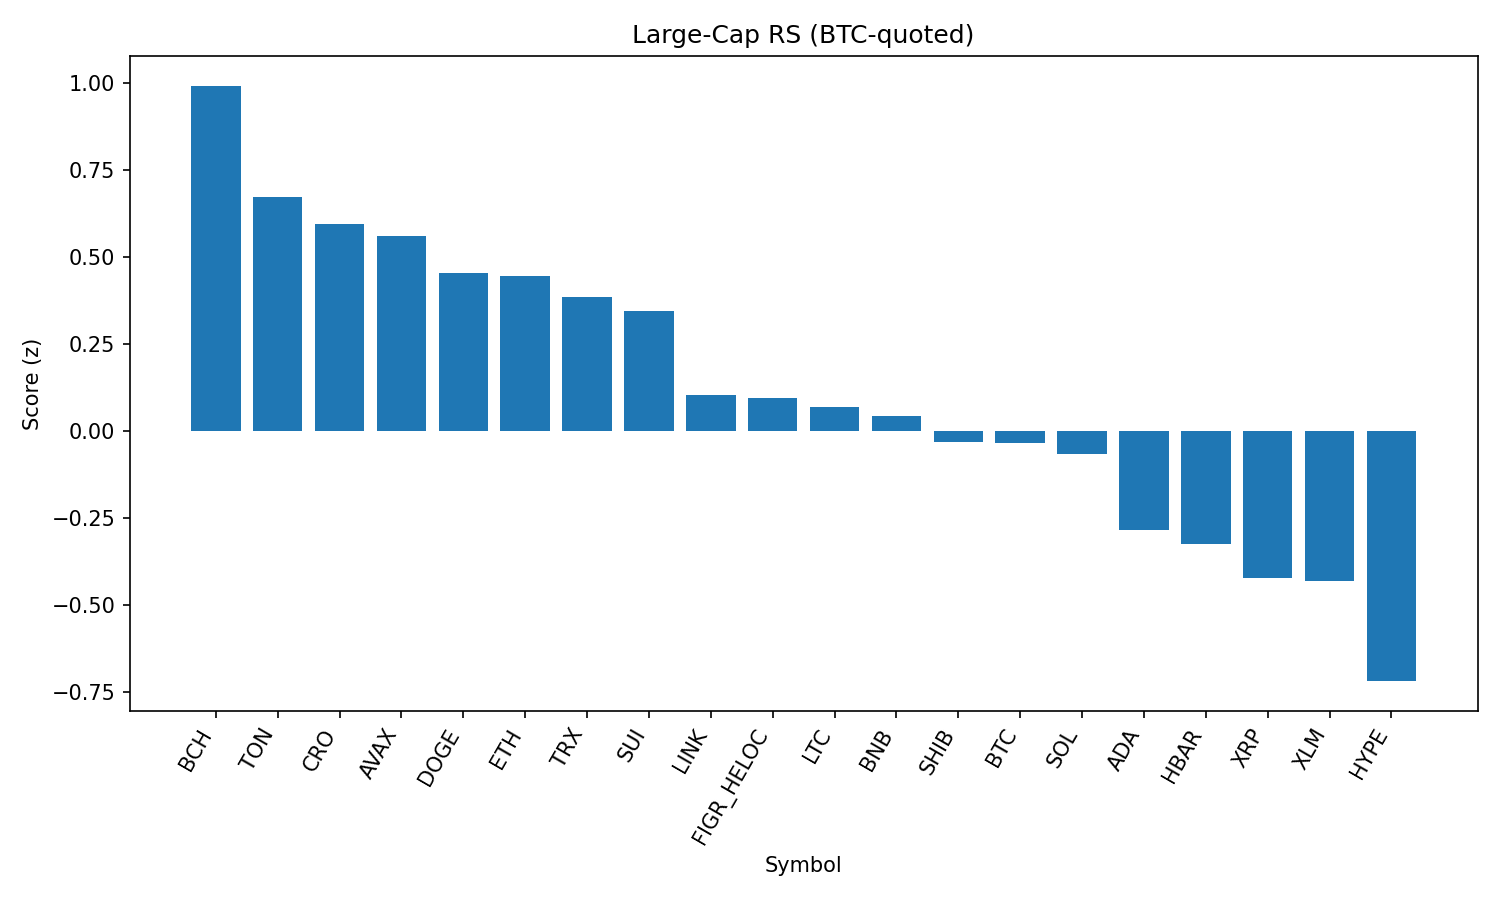 Large-Cap RS (BTC-quoted)
Score (z)
1.00
0.75
0.50
0.25
0.00
−0.25
−0.50
−0.75
BCH
TON
CRO
AVAX
DOGE
ETH
TRX
SUI
LINK
FIGR_HELOC
LTC
BNB
SHIB
BTC
SOL
ADA
HBAR
XRP
XLM
HYPE
Symbol